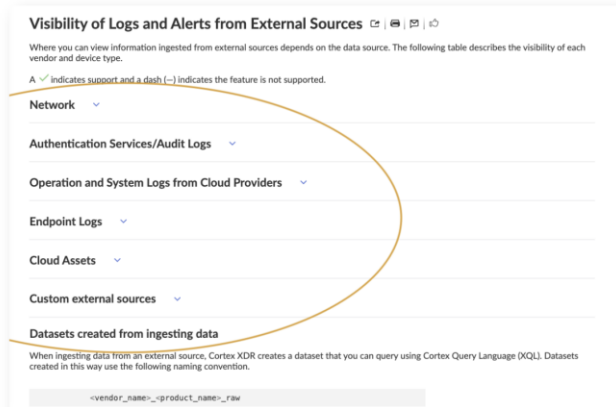 Visibility of Logs and Alerts from External Sources
Where you can view information ingested from external sources depends on the data source. The following table describes the visibility of each
vendor and device type.
A ✓ indicates support and a dash (—) indicates the feature is not supported.
Network
Authentication Services/Audit Logs
Operation and System Logs from Cloud Providers
Endpoint Logs
Cloud Assets
Custom external sources
Datasets created from ingesting data
When ingesting data from an external source, Cortex XDR creates a dataset that you can query using Cortex Query Language (XQL). Datasets
created in this way use the following naming convention.
<vendor_name>_<product_name>_raw